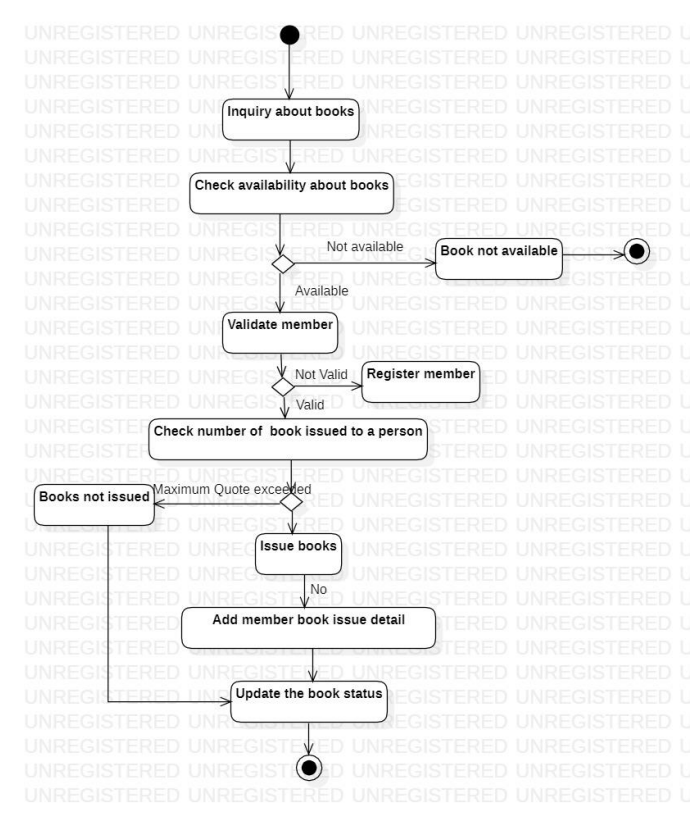 UNREGISTERED UNREGISTERED UNREGISTERED UNREGISTERED U
Inquiry about books
Check availability about books
Not available
Book not available
Available
Validate member
Not Valid
Register member
Valid
Check number of  book issued to a person
Maximum Quote exceeded
Books not issued
Issue books
No
Add member book issue detail
Update the book status